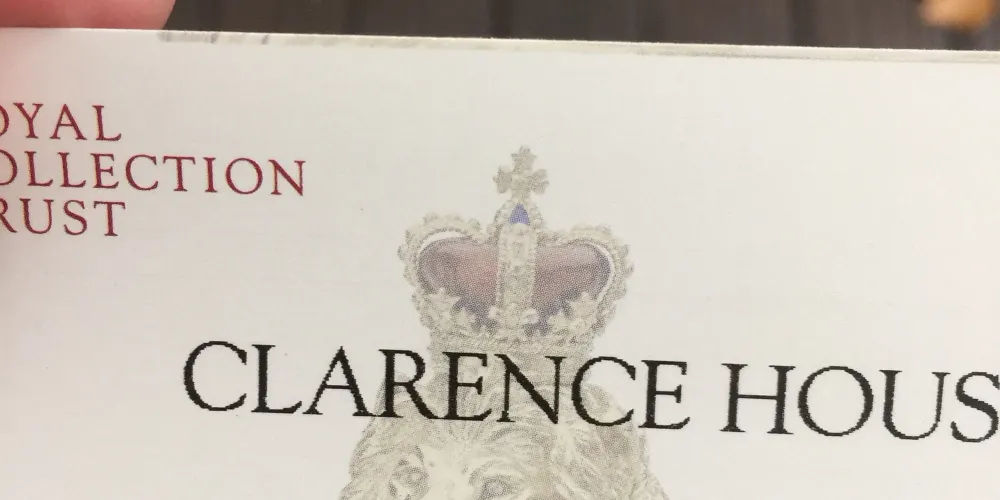 OYAL
OLLECTION
RUST
CLARENCE HOUS